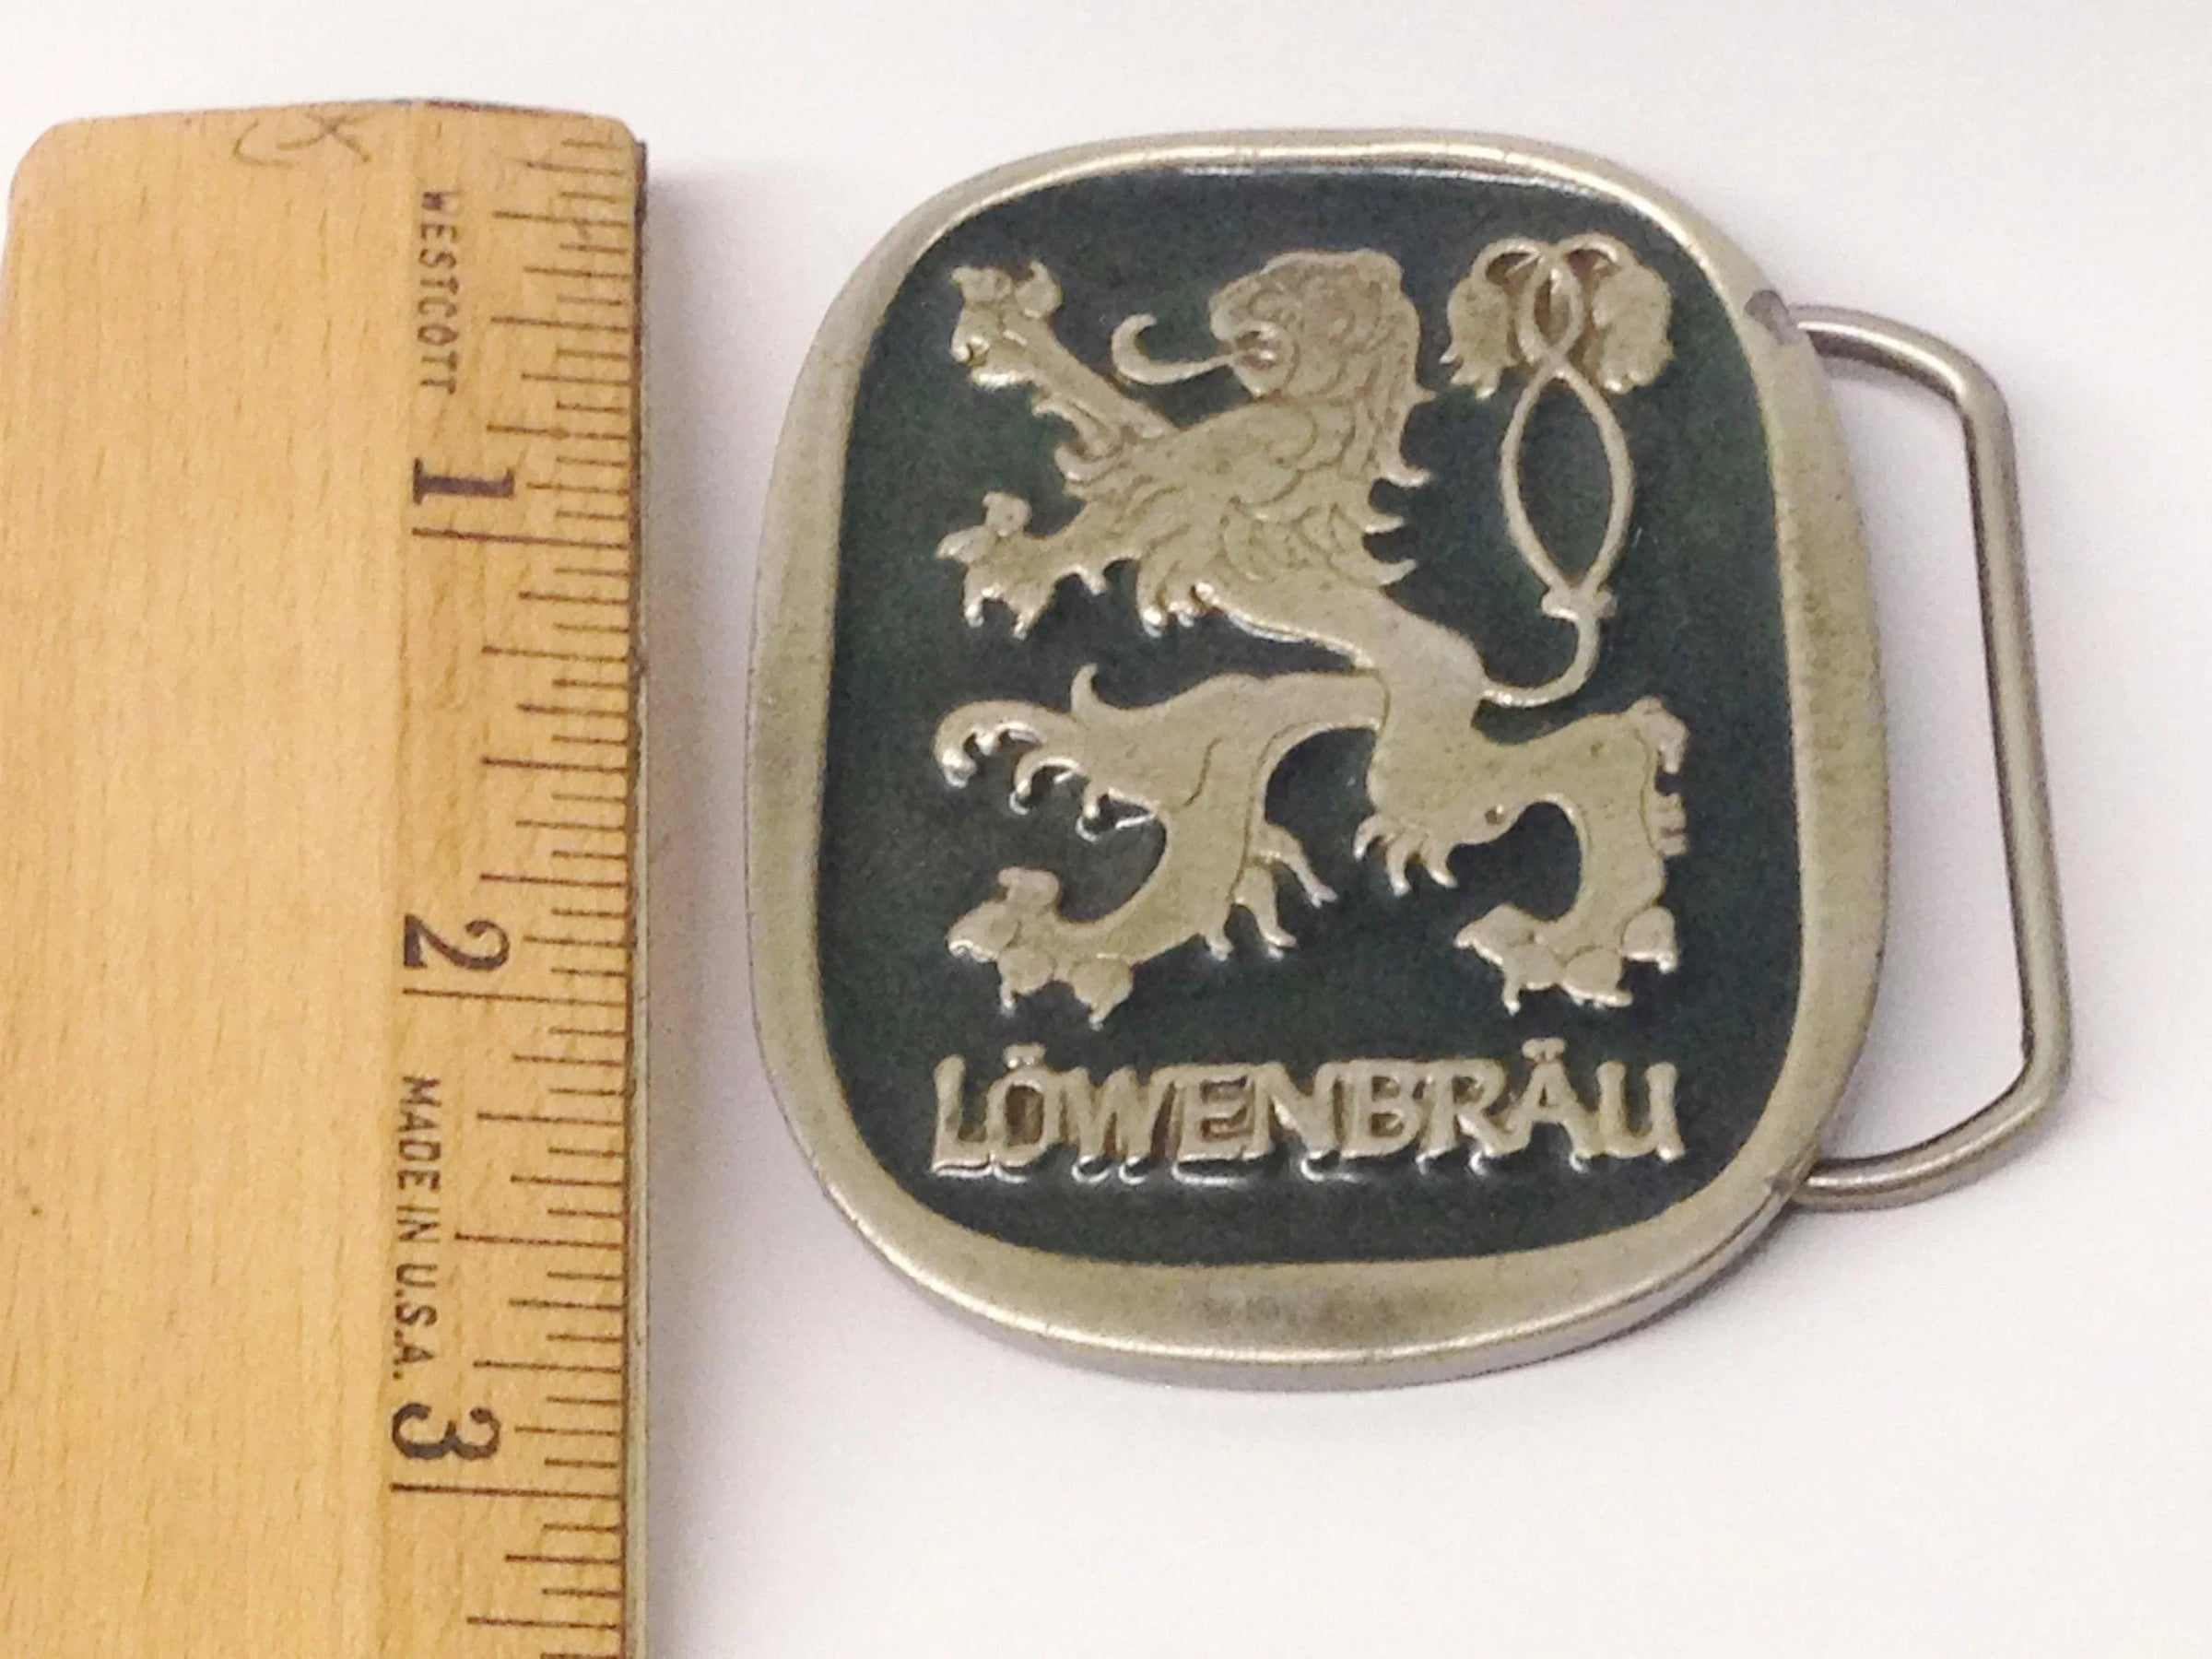 WESTCOTT
1
2
MADE IN U.S.A.
3
LÖWENBRÄU